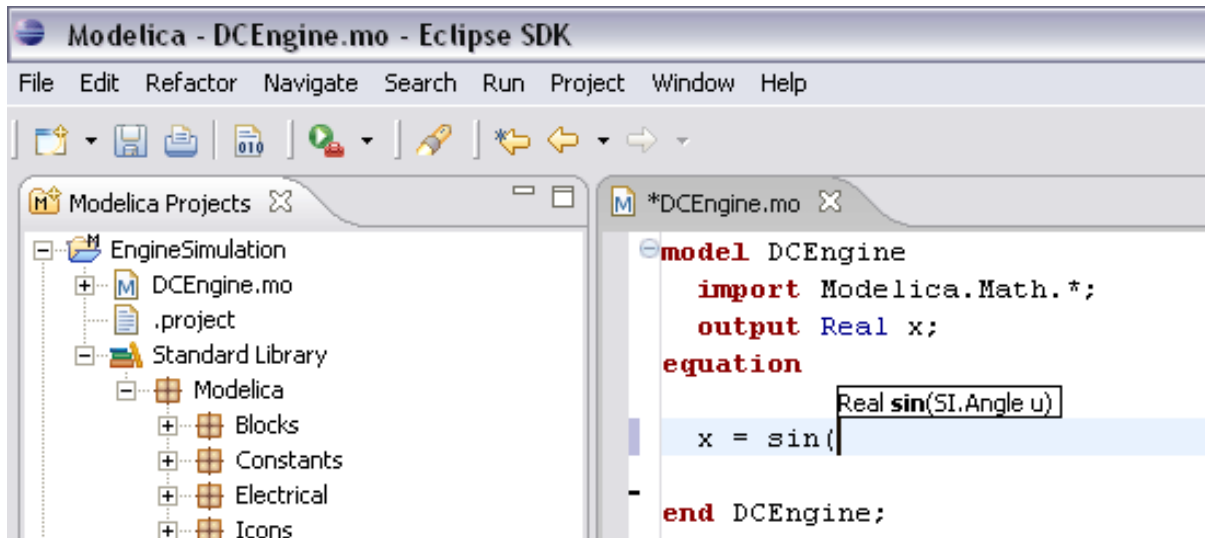 Modelica - DCEngine.mo - Eclipse SDK
File Edit Refactor Navigate Search Run Project Window Help
010
Modelica Projects
EngineSimulation
DCEngine.mo
.project
Standard Library
Modelica
Blocks
Constants
Electrical
Icons
*DCEngine.mo
model DCEngine
import Modelica.Math.*;
output Real x;
equation
Real sin(SI.Angle u)
x = sin(
end DCEngine;